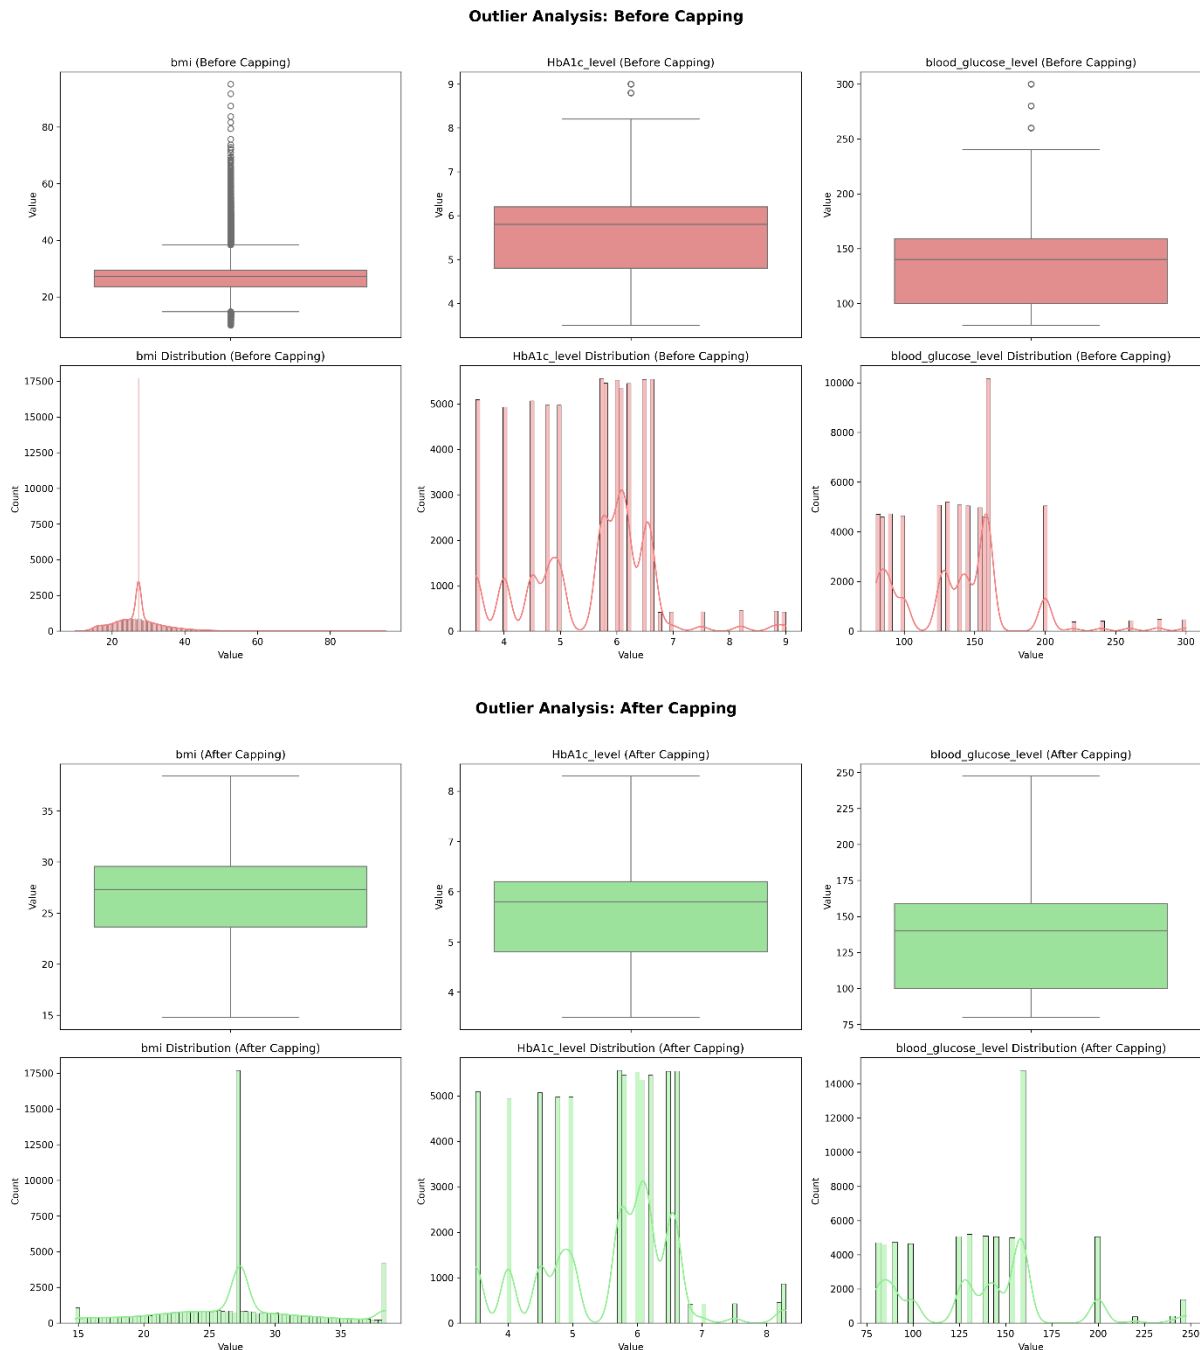 Outlier Analysis: Before Capping
bmi (Before Capping)
HbA1c_level (Before Capping)
blood_glucose_level (Before Capping)
Value
80
60
40
20
Value
9
8
7
6
5
4
Value
300
250
200
150
100
bmi Distribution (Before Capping)
HbA1c_level Distribution (Before Capping)
blood_glucose_level Distribution (Before Capping)
Count
17500
15000
12500
10000
7500
5000
2500
0
20 40 60 80
Value
Count
5000
4000
3000
2000
1000
0
4 5 6 7 8 9
Value
Count
10000
8000
6000
4000
2000
0
100 150 200 250 300
Value
Outlier Analysis: After Capping
bmi (After Capping)
HbA1c_level (After Capping)
blood_glucose_level (After Capping)
Value
35
30
25
20
15
Value
8
7
6
5
4
Value
250
225
200
175
150
125
100
75
bmi Distribution (After Capping)
HbA1c_level Distribution (After Capping)
blood_glucose_level Distribution (After Capping)
Count
17500
15000
12500
10000
7500
5000
2500
0
15 20 25 30 35
Value
Count
5000
4000
3000
2000
1000
0
4 5 6 7 8
Value
Count
14000
12000
10000
8000
6000
4000
2000
0
75 100 125 150 175 200 225 250
Value